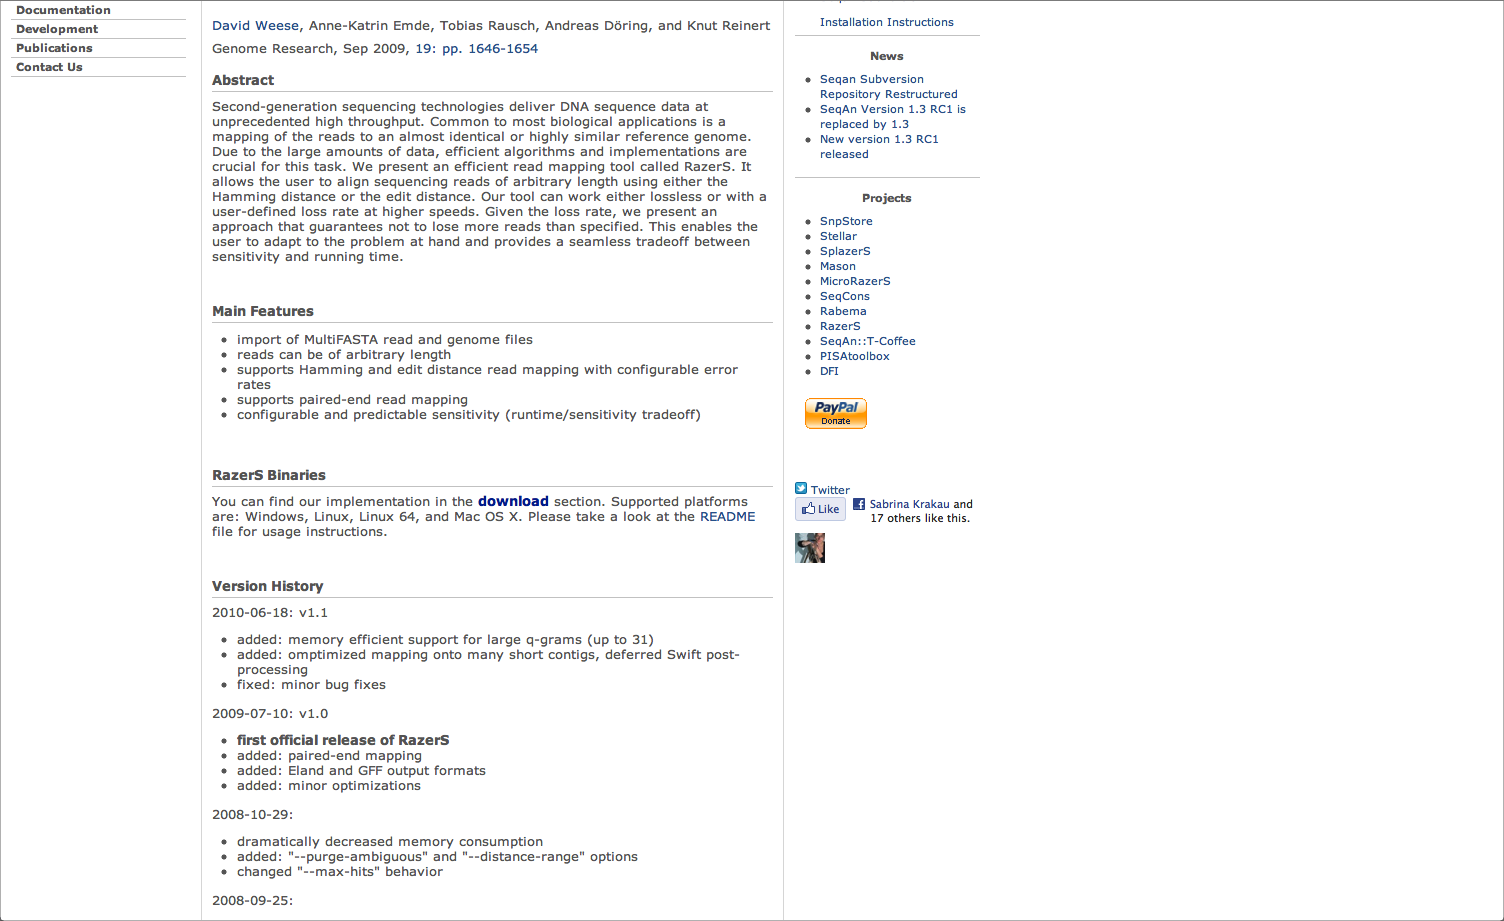 Documentation
Development
Publications
Contact Us
David Weese, Anne-Katrin Emde, Tobias Rausch, Andreas Döring, and Knut Reinert
Genome Research, Sep 2009, 19: pp. 1646-1654
Abstract
Second-generation sequencing technologies deliver DNA sequence data at
unprecedented high throughput. Common to most biological applications is a
mapping of the reads to an almost identical or highly similar reference genome.
Due to the large amounts of data, efficient algorithms and implementations are
crucial for this task. We present an efficient read mapping tool called RazerS. It
allows the user to align sequencing reads of arbitrary length using either the
Hamming distance or the edit distance. Our tool can work either lossless or with a
user-defined loss rate at higher speeds. Given the loss rate, we present an
approach that guarantees not to lose more reads than specified. This enables the
user to adapt to the problem at hand and provides a seamless tradeoff between
sensitivity and running time.
Main Features
• import of MultiFASTA read and genome files
• reads can be of arbitrary length
• supports Hamming and edit distance read mapping with configurable error
rates
• supports paired-end read mapping
• configurable and predictable sensitivity (runtime/sensitivity tradeoff)
RazerS Binaries
You can find our implementation in the download section. Supported platforms
are: Windows, Linux, Linux 64, and Mac OS X. Please take a look at the README
file for usage instructions.
Version History
2010-06-18: v1.1
• added: memory efficient support for large q-grams (up to 31)
• added: omptimized mapping onto many short contigs, deferred Swift post-
processing
• fixed: minor bug fixes
2009-07-10: v1.0
• first official release of RazerS
• added: paired-end mapping
• added: Eland and GFF output formats
• added: minor optimizations
2008-10-29:
• dramatically decreased memory consumption
• added: "--purge-ambiguous" and "--distance-range" options
• changed "--max-hits" behavior
2008-09-25:
Installation Instructions
News
• Seqan Subversion
Repository Restructured
• SeqAn Version 1.3 RC1 is
replaced by 1.3
• New version 1.3 RC1
released
Projects
• SnpStore
• Stellar
• SplazerS
• Mason
• MicroRazerS
• SeqCons
• Rabema
• RazerS
• SeqAn::T-Coffee
• PISAtoolbox
• DFI
PayPal
Donate
Twitter
Like
Sabrina Krakau and
17 others like this.